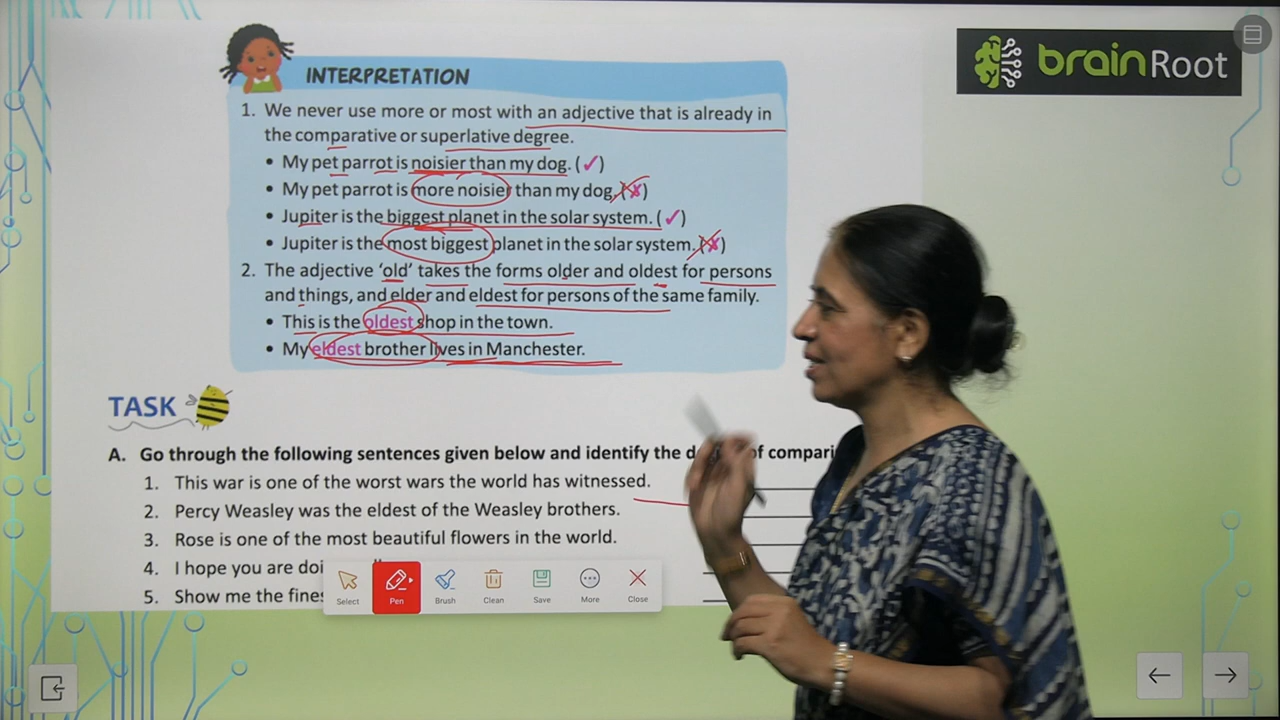 brainRoot
INTERPRETATION
1. We never use more or most with an adjective that is already in
the comparative or superlative degree.
• My pet parrot is noisier than my dog. (✓)
• My pet parrot is more noisier than my dog. (✗)
• Jupiter is the biggest planet in the solar system. (✓)
• Jupiter is the most biggest planet in the solar system. (✗)
2. The adjective ‘old’ takes the forms older and oldest for persons
and things, and elder and eldest for persons of the same family.
• This is the oldest shop in the town.
• My eldest brother lives in Manchester.
TASK
A. Go through the following sentences given below and identify the of
1. This war is one of the worst wars the world has witnessed.
2. Percy Weasley was the eldest of the Weasley brothers.
3. Rose is one of the most beautiful flowers in the world.
4. I hope you are
5. Show me the
Select Pen Brush Clean Save More Close